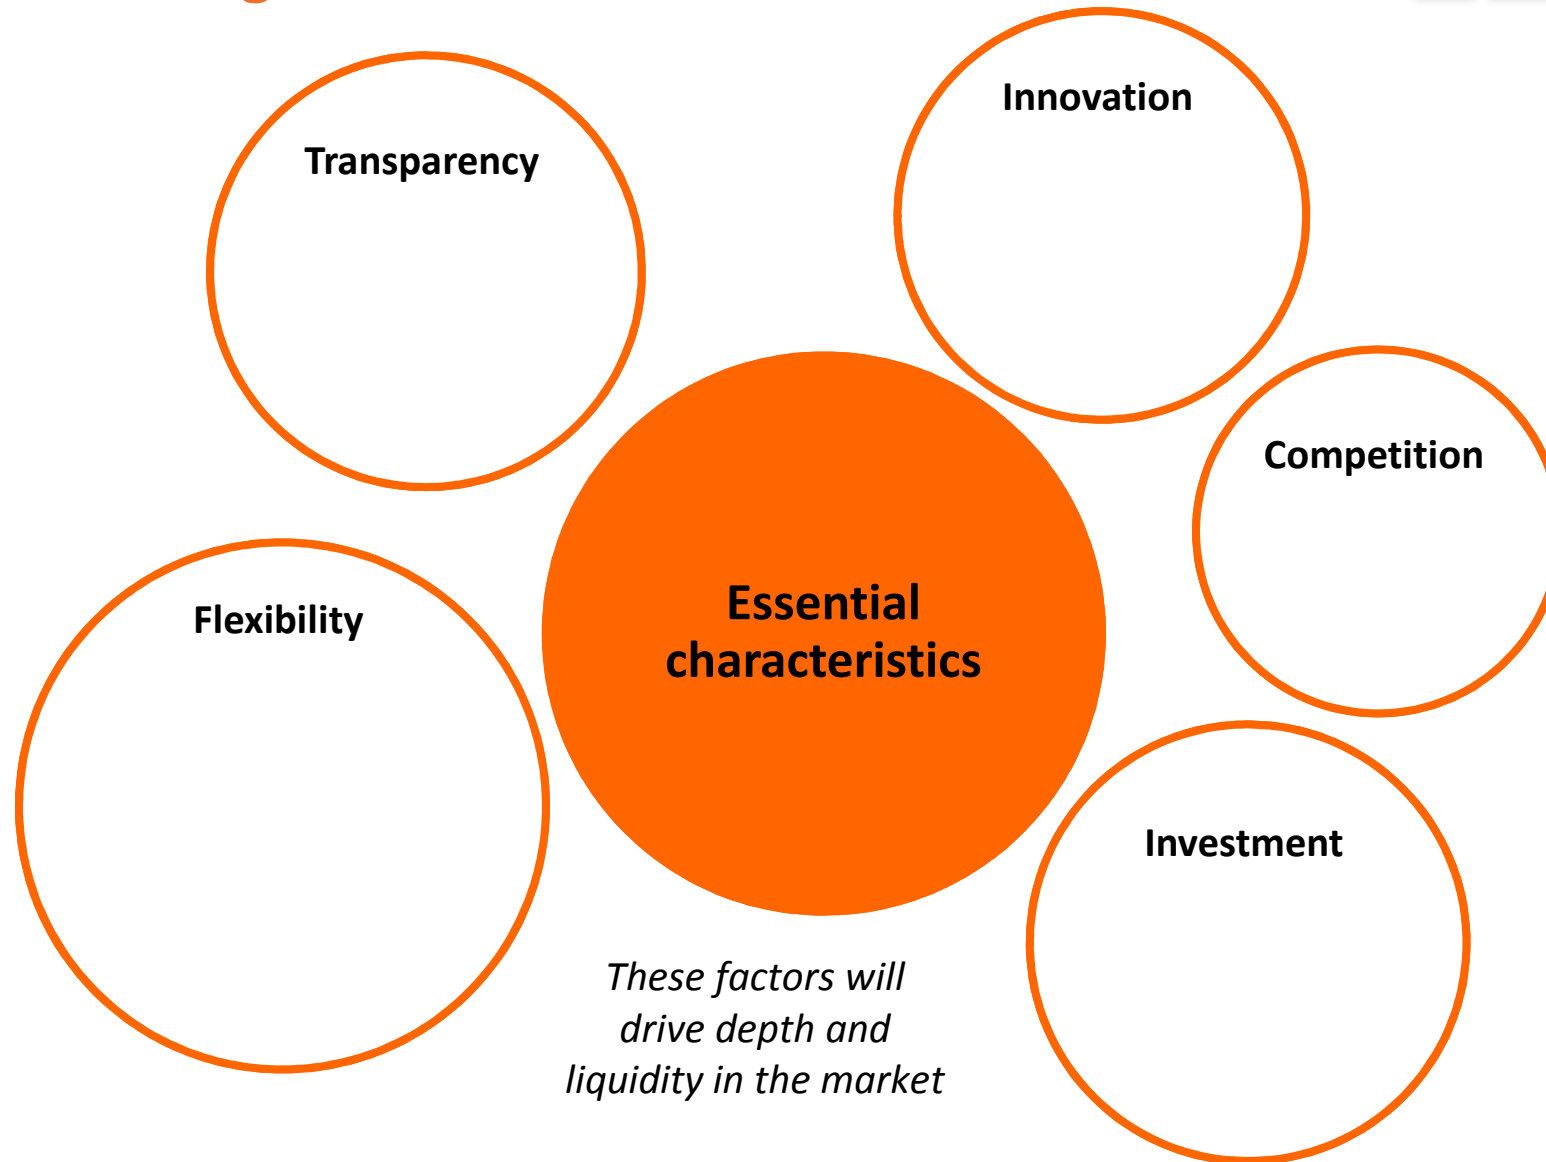 Innovation
Transparency
Competition
Flexibility
Essential
characteristics
Investment
These factors will
drive depth and
liquidity in the market